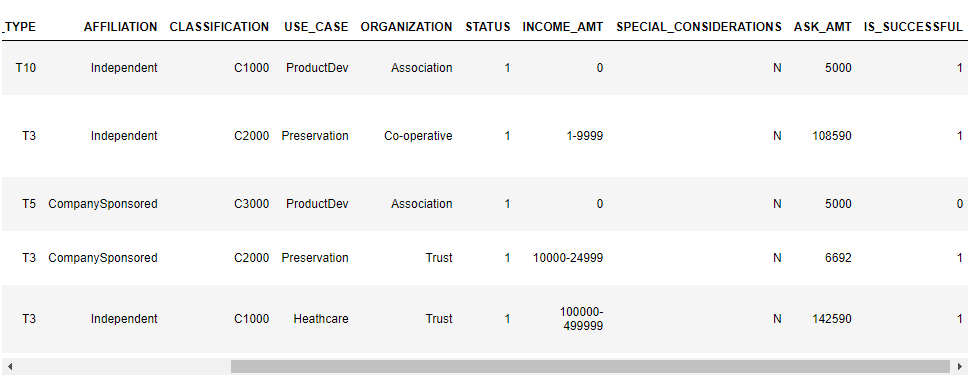 _TYPE AFFILIATION CLASSIFICATION USE_CASE ORGANIZATION STATUS INCOME_AMT SPECIAL_CONSIDERATIONS ASK_AMT IS_SUCCESSFUL
T10 Independent C1000 ProductDev Association 1 0 N 5000 1
T3 Independent C2000 Preservation Co-operative 1 1-9999 N 108590 1
T5 CompanySponsored C3000 ProductDev Association 1 0 N 5000 0
T3 CompanySponsored C2000 Preservation Trust 1 10000-24999 N 6692 1
T3 Independent C1000 Heathcare Trust 1 100000-
499999 N 142590 1